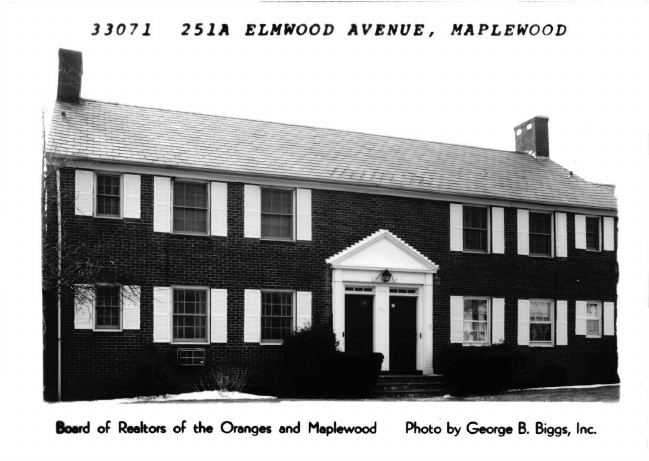 33071 251A ELMWOOD AVENUE, MAPLEWOOD
Board of Realtors of the Oranges and Maplewood Photo by George B. Biggs, Inc.